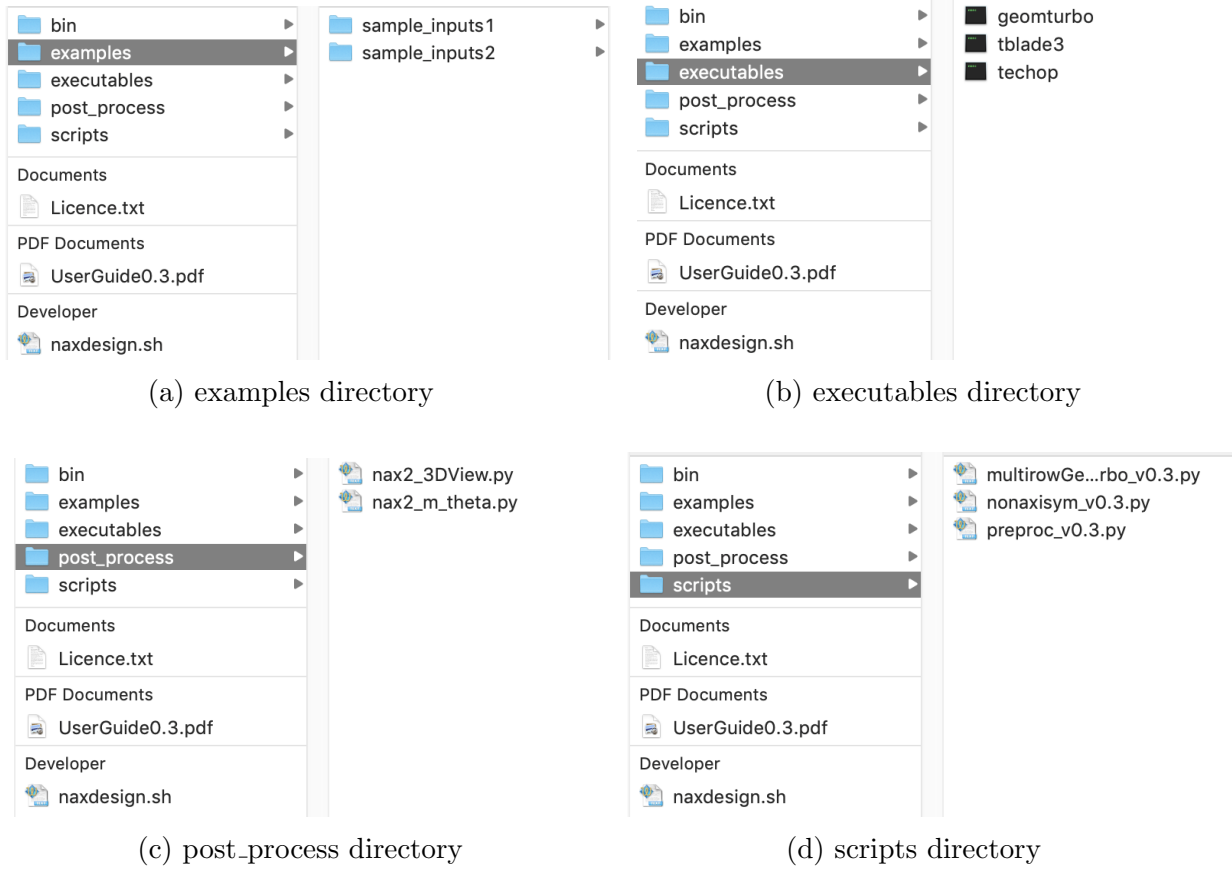 bin
examples
executables
post_process
scripts
Documents
Licence.txt
PDF Documents
UserGuide0.3.pdf
Developer
naxdesign.sh
sample_inputs1
sample_inputs2
(a) examples directory
bin
examples
executables
post_process
scripts
Documents
Licence.txt
PDF Documents
UserGuide0.3.pdf
Developer
naxdesign.sh
geomturbo
tblade3
techop
(b) executables directory
bin
examples
executables
post_process
scripts
Documents
Licence.txt
PDF Documents
UserGuide0.3.pdf
Developer
naxdesign.sh
nax2_3DView.py
nax2_m_theta.py
(c) post_process directory
bin
examples
executables
post_process
scripts
Documents
Licence.txt
PDF Documents
UserGuide0.3.pdf
Developer
naxdesign.sh
multirowGe...rbo_v0.3.py
nonaxisym_v0.3.py
preproc_v0.3.py
(d) scripts directory